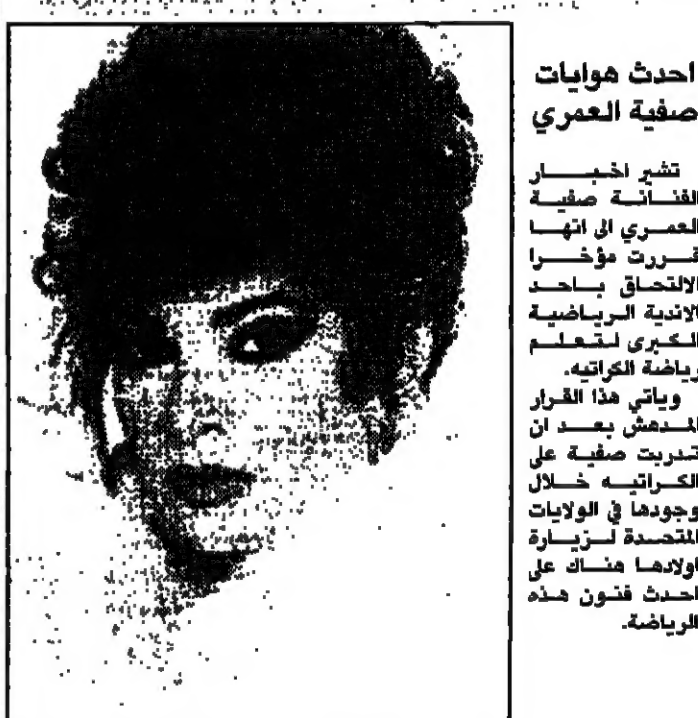 احدث هوايات
صفية العمري
تشير اخبار
الفنانة صفية
العمري الى انها
قررت مؤخرا
الالتحاق باحد
الاندية الرياضية
الكبرى لتعلم
رياضة الكراتيه.
وياتي هذا القرار
المدهش بعد ان
تدربت صفية على
الكراتيه خلال
وجودها في الولايات
المتحدة لزيارة
اولادها هناك على
احدث فنون هذه
الرياضة.